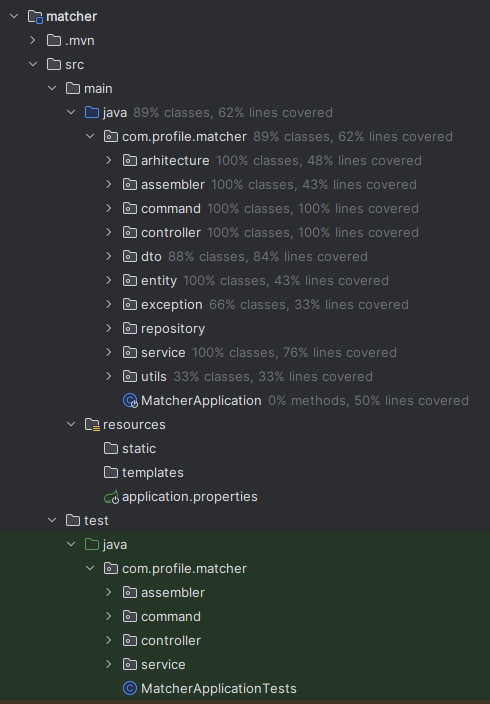 matcher
.mvn
src
main
java 89% classes, 62% lines covered
com.profile.matcher 89% classes, 62% lines covered
arhitecture 100% classes, 48% lines covered
assembler 100% classes, 43% lines covered
command 100% classes, 100% lines covered
controller 100% classes, 100% lines covered
dto 88% classes, 84% lines covered
entity 100% classes, 43% lines covered
exception 66% classes, 33% lines covered
repository
service 100% classes, 76% lines covered
utils 33% classes, 33% lines covered
MatcherApplication 0% methods, 50% lines covered
resources
static
templates
application.properties
test
java
com.profile.matcher
assembler
command
controller
service
MatcherApplicationTests